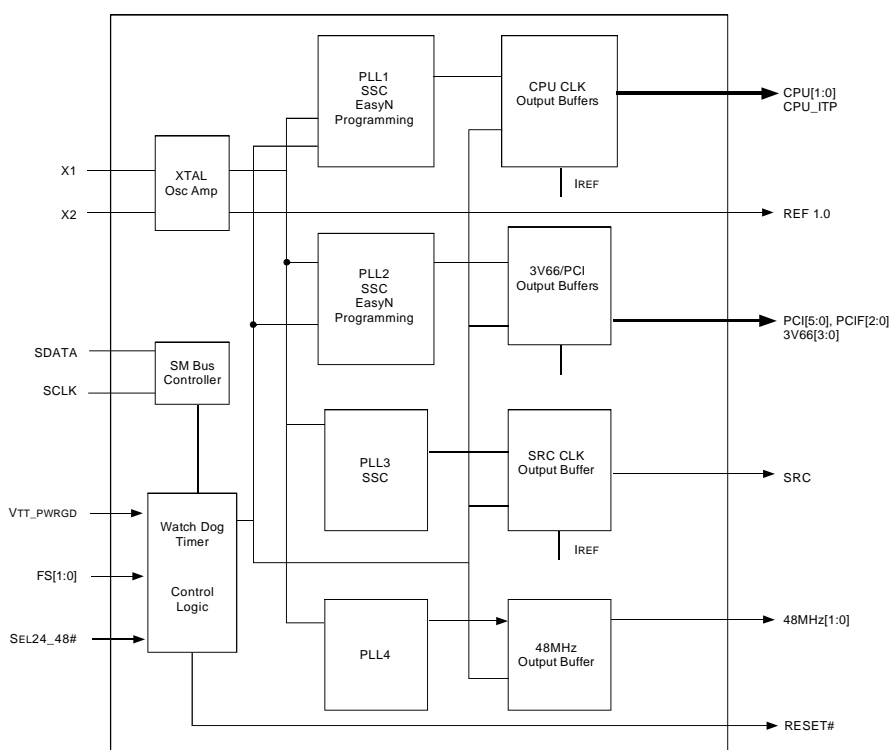 PLL1
SSC
EasyN
Programming
CPU CLK
Output Buffers
CPU[1:0]
CPU_ITP
X1
XTAL
Osc Amp
IREF
X2
REF 1.0
PLL2
SSC
EasyN
Programming
3V66/PCI
Output Buffers
PCI[5:0], PCIF[2:0]
3V66[3:0]
SDATA
SM Bus
Controller
SCLK
PLL3
SSC
SRC CLK
Output Buffer
SRC
VTT_PWRGD
Watch Dog
Timer
IREF
FS[1:0]
Control
Logic
SEL24_48#
PLL4
48MHz
Output Buffer
48MHz[1:0]
RESET#